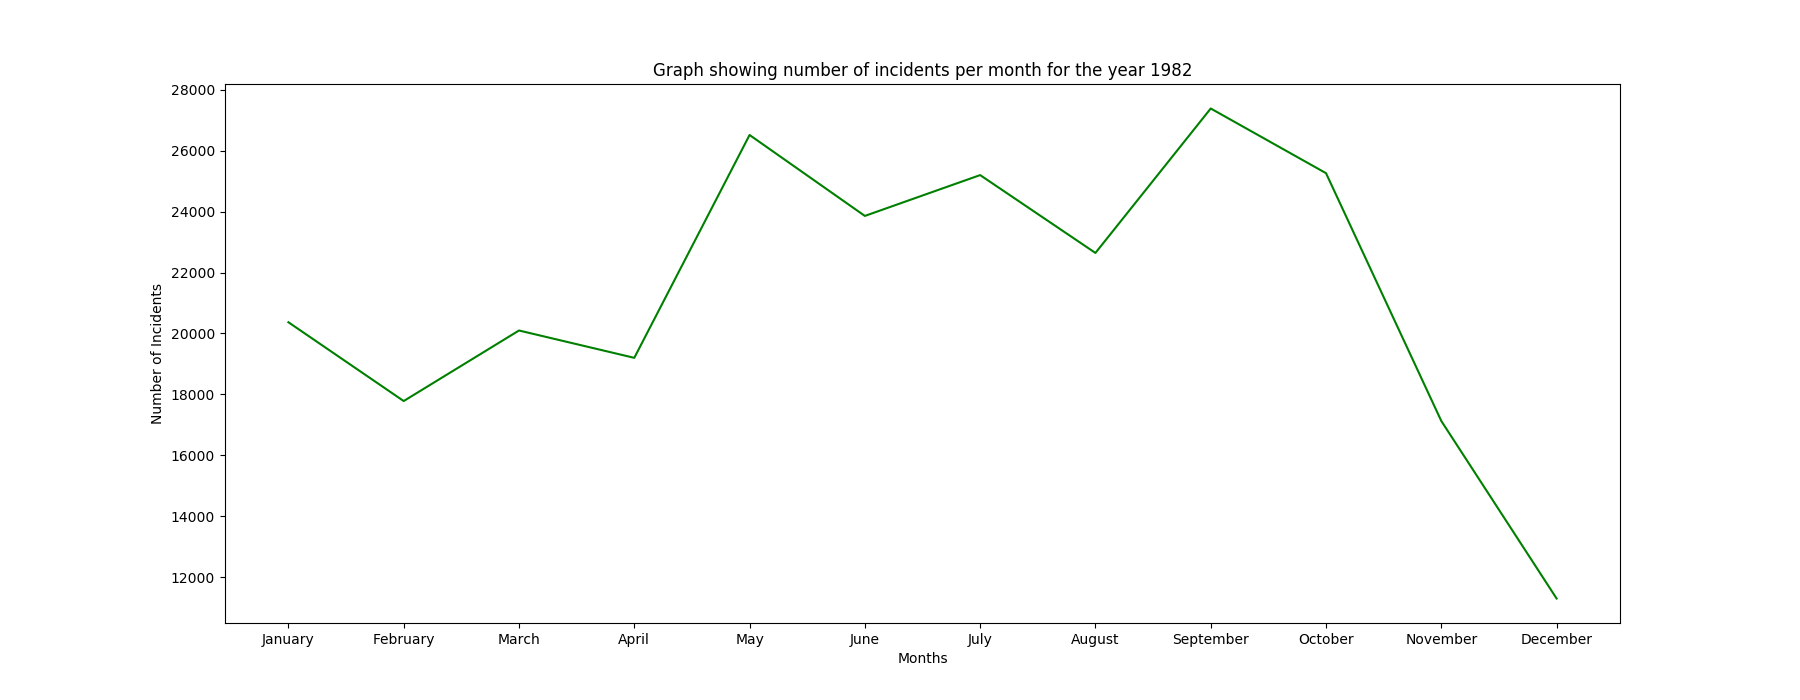 Graph showing number of incidents per month for the year 1982
28000
26000
24000
22000
20000
18000
16000
14000
12000
Number of Incidents
January February March April May June July August September October November December
Months